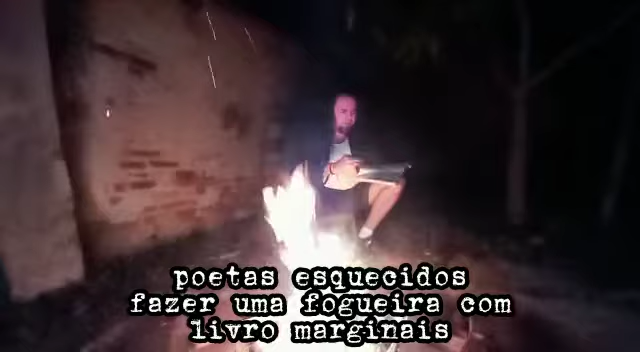 poetas esquecidos
fazer uma fogueira com
livro marginais